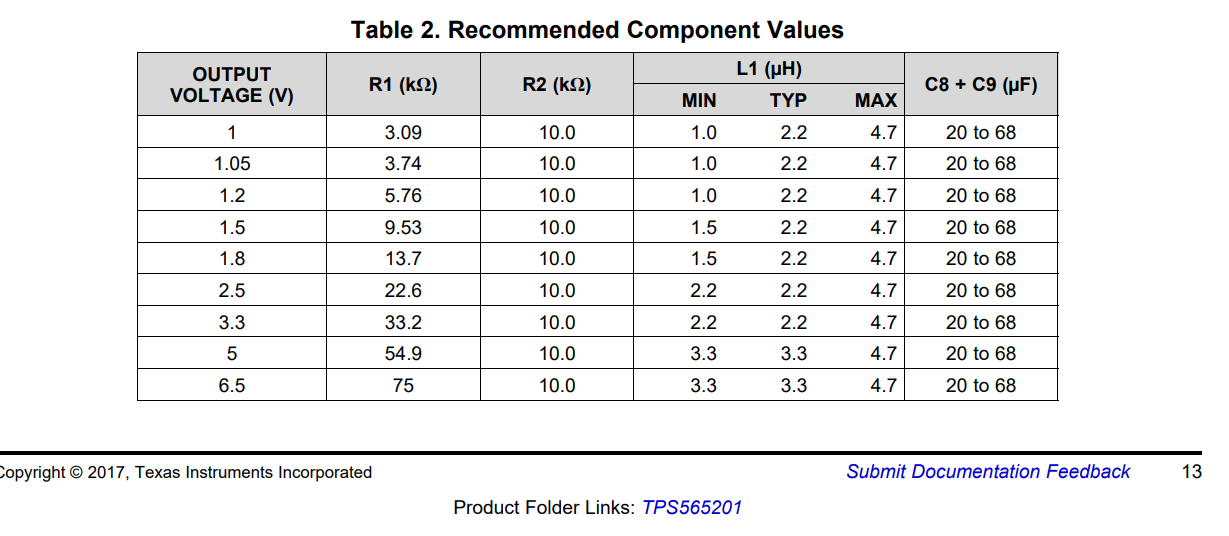 Table 2. Recommended Component Values
OUTPUT VOLTAGE (V) R1 (kΩ) R2 (kΩ) L1 (µH) C8 + C9 (µF)
MIN TYP MAX
1 3.09 10.0 1.0 2.2 4.7 20 to 68
1.05 3.74 10.0 1.0 2.2 4.7 20 to 68
1.2 5.76 10.0 1.0 2.2 4.7 20 to 68
1.5 9.53 10.0 1.5 2.2 4.7 20 to 68
1.8 13.7 10.0 1.5 2.2 4.7 20 to 68
2.5 22.6 10.0 2.2 2.2 4.7 20 to 68
3.3 33.2 10.0 2.2 2.2 4.7 20 to 68
5 54.9 10.0 3.3 3.3 4.7 20 to 68
6.5 75 10.0 3.3 3.3 4.7 20 to 68
Copyright © 2017, Texas Instruments Incorporated Submit Documentation Feedback 13
Product Folder Links: TPS565201